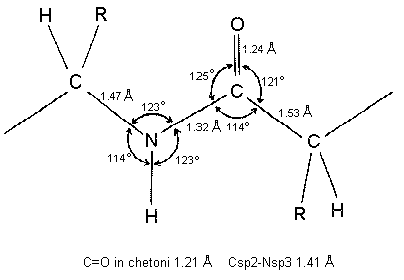 H R O
1.24 Å
C 125° 121°
1.47 Å 123° C 1.53 Å
1.32 Å 114°
N C
114° 123°
H R H
C=O in chetoni 1.21 Å Csp2-Nsp3 1.41 Å